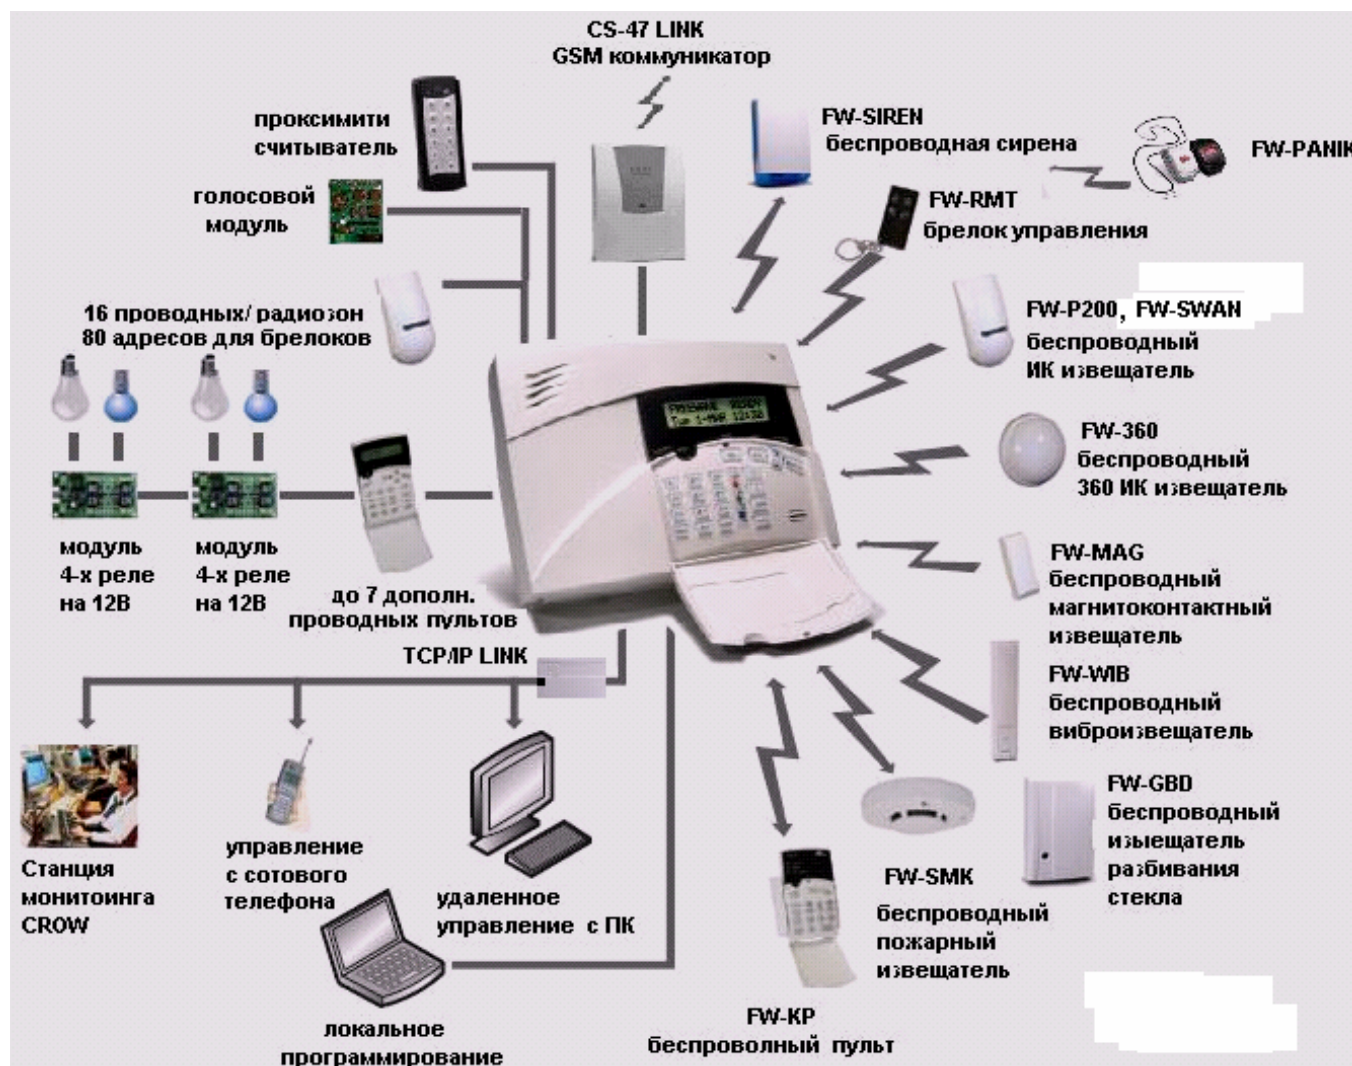 CS-47 LINK
GSM коммуникатор
проксимити
считыватель
голосовой
модуль
16 проводных/ радиозон
80 адресов для брелоков
модуль
4-х реле
на 12В
модуль
4-х реле
на 12В
до 7 дополн.
проводных пультов
TCP/IP LINK
Станция
монитоинга
CROW
управление
с сотового
телефона
удаленное
управление с ПК
локальное
программирование
FW-SIREN
беспроводная сирена
FW-PANIK
FW-RMT
брелок управления
FW-P200, FW-SWAN
беспроводный
ИК извещатель
FW-360
беспроводный
360 ИК извещатель
FW-MAG
беспроводный
магнитоконтактный
извещатель
FW-WIB
беспроводный
виброизвещатель
FW-GBD
беспроводный
изыещатель
разбивания
стекла
FW-SMK
беспроводный
пожарный
извещатель
FW-KP
беспроволный пульт